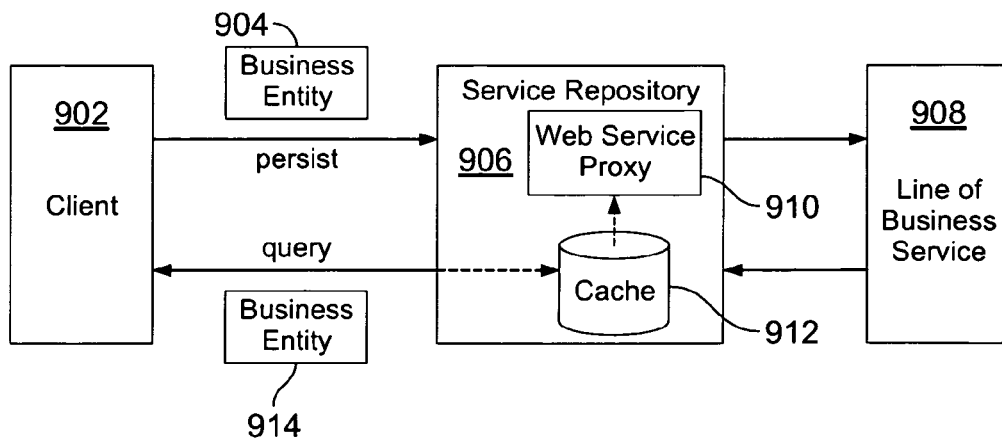 904
Business
Entity
902
Client
persist
query
Business
Entity
914
Service Repository
906
Web Service
Proxy
910
Cache
912
908
Line of
Business
Service